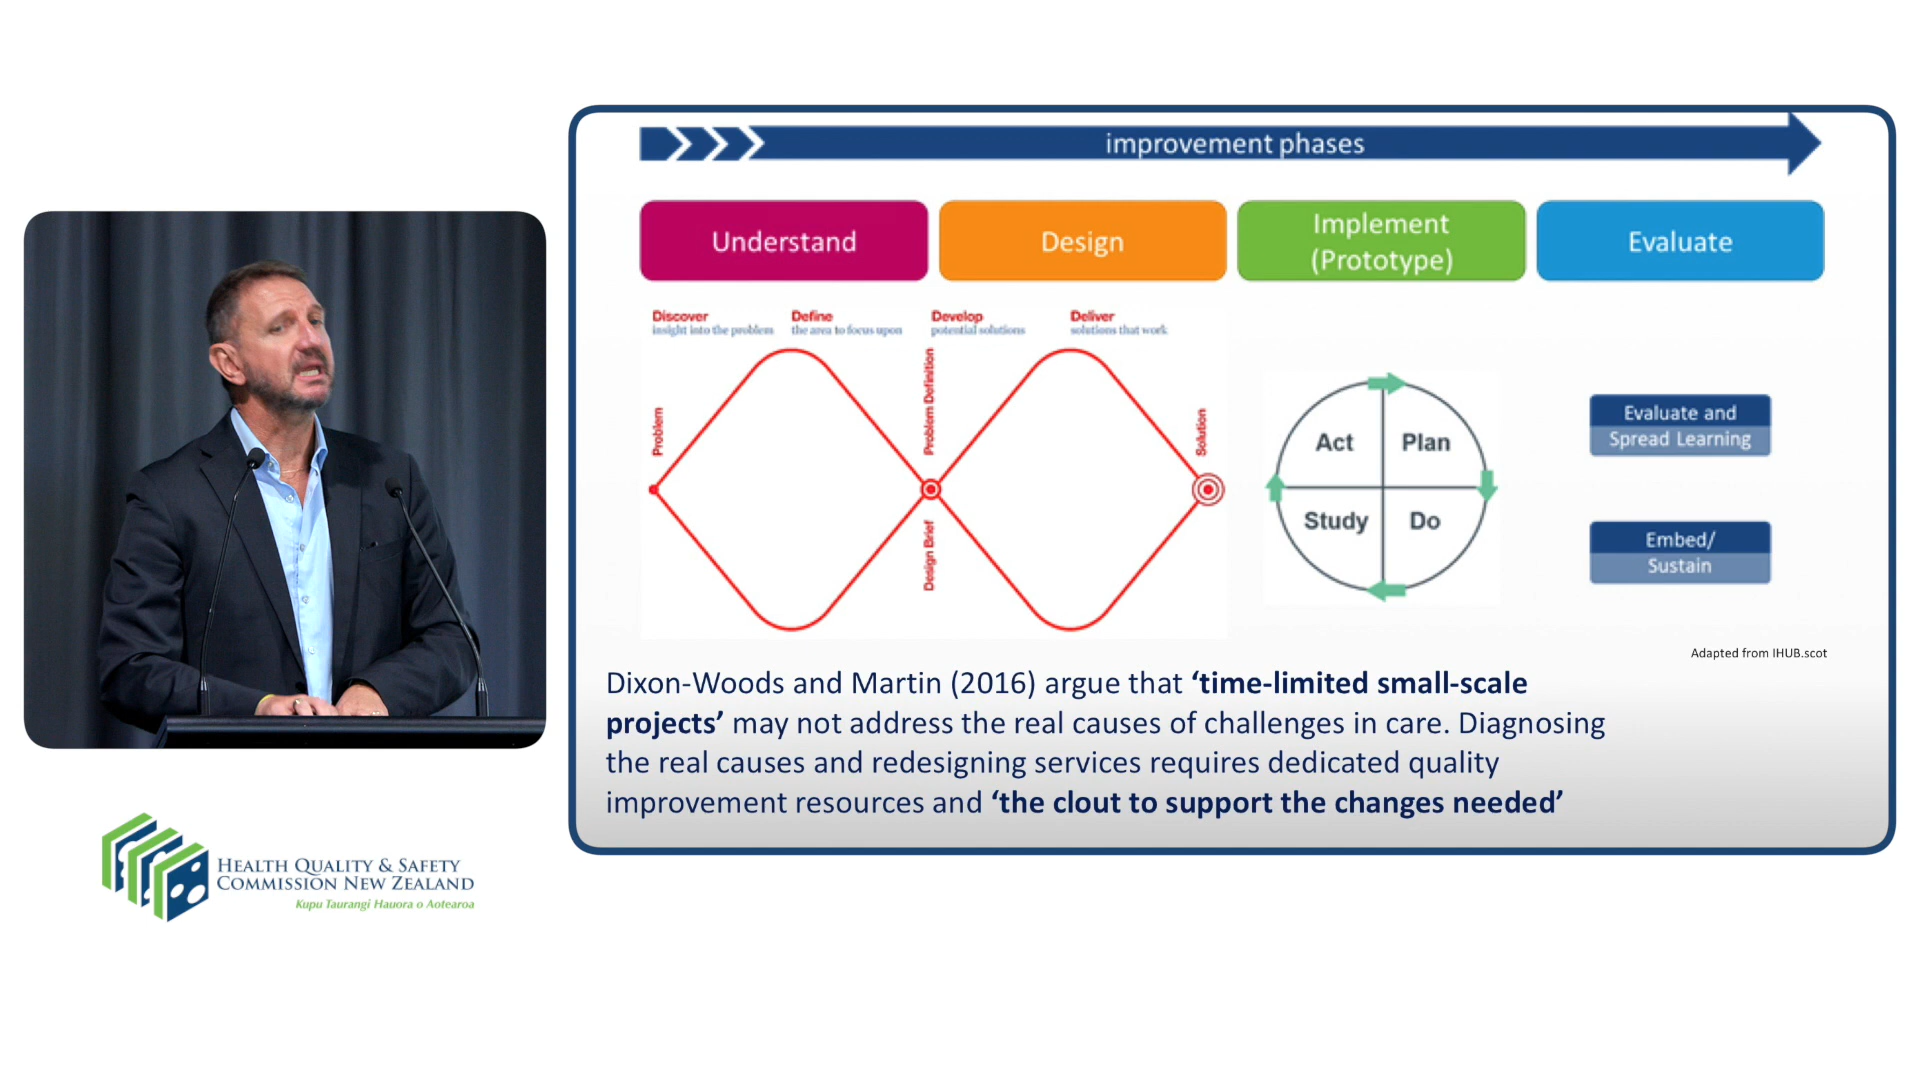 improvement phases
Understand
Design
Implement
(Prototype)
Evaluate
Discover
insight into the problem
Define
the area to focus upon
Develop
potential solutions
Deliver
solutions that work
Problem
Problem Definition
Design Brief
Solution
Act
Plan
Study
Do
Evaluate and
Spread Learning
Embed/
Sustain
Adapted from IHUB.scot
Dixon-Woods and Martin (2016) argue that ‘time-limited small-scale
projects’ may not address the real causes of challenges in care. Diagnosing
the real causes and redesigning services requires dedicated quality
improvement resources and ‘the clout to support the changes needed’
HEALTH QUALITY & SAFETY
COMMISSION NEW ZEALAND
Kupu Taurangi Hauora o Aotearoa